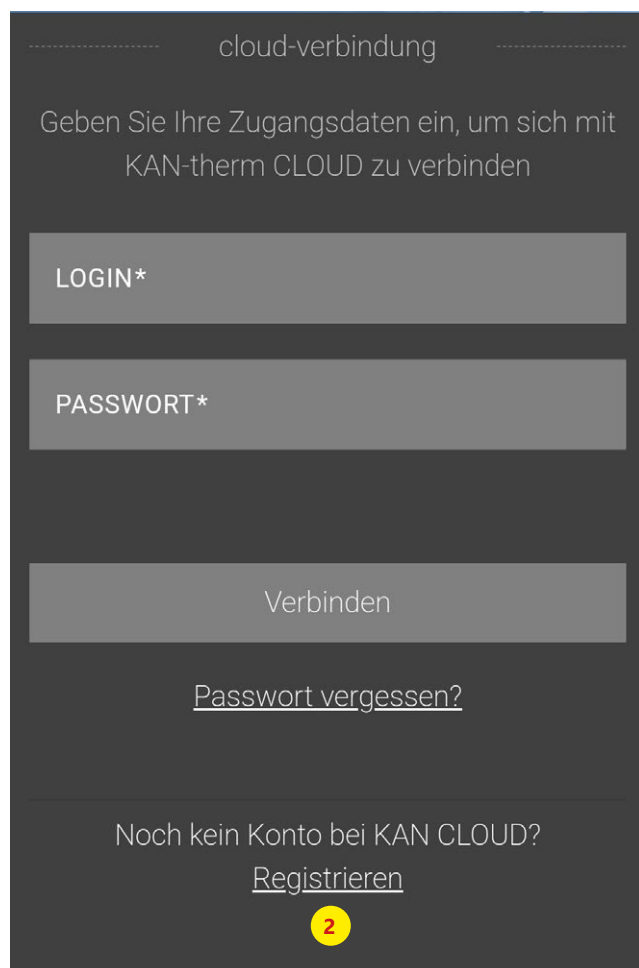 cloud-verbindung
Geben Sie Ihre Zugangsdaten ein, um sich mit
KAN-therm CLOUD zu verbinden
LOGIN*
PASSWORT*
Verbinden
Passwort vergessen?
Noch kein Konto bei KAN CLOUD?
Registrieren
2